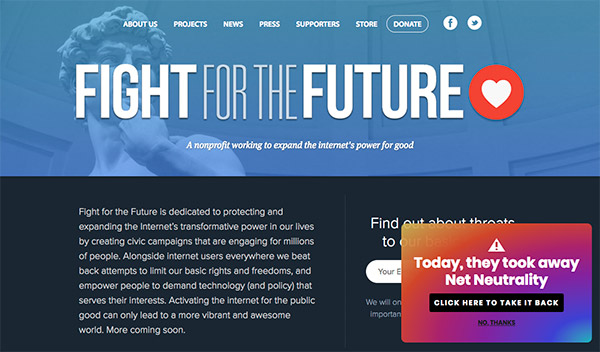 ABOUT US PROJECTS NEWS PRESS SUPPORTERS STORE DONATE
FIGHT FOR THE FUTURE
A nonprofit working to expand the internet's power for good
Fight for the Future is dedicated to protecting and
expanding the Internet's transformative power in our lives
by creating civic campaigns that are engaging for millions
of people. Alongside internet users everywhere we beat
back attempts to limit our basic rights and freedoms, and
empower people to demand technology (and policy) that
serves their interests. Activating the internet for the public
good can only lead to a more vibrant and awesome
world. More coming soon.
Find out about threats
to our
Your E
We will on
importan
Today, they took away
Net Neutrality
CLICK HERE TO TAKE IT BACK
NO, THANKS